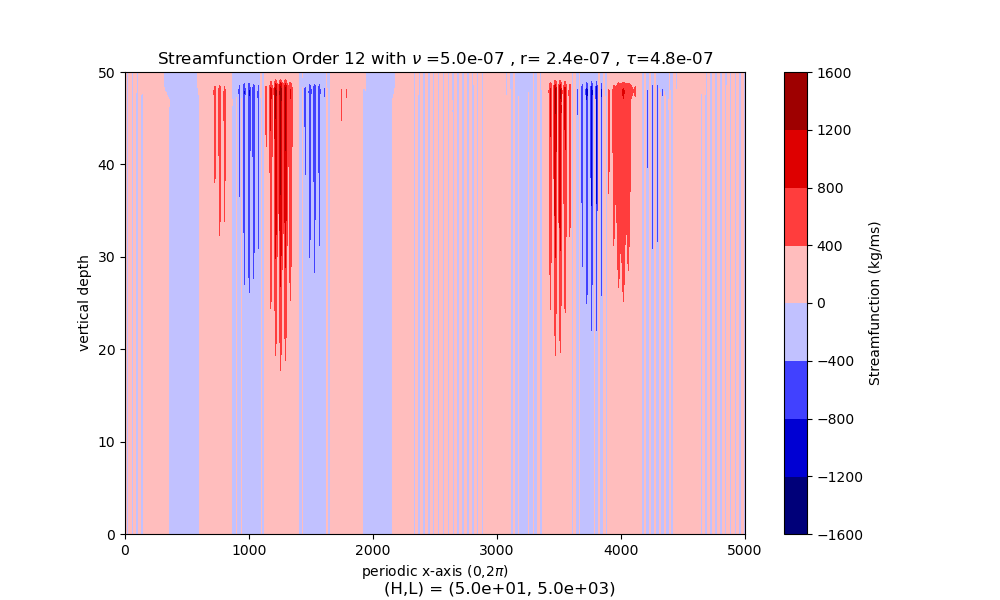 Streamfunction Order 12 with ν =5.0e-07 , r= 2.4e-07 , τ=4.8e-07
50
40
30
20
10
0
vertical depth
0 1000 2000 3000 4000 5000
periodic x-axis (0,2π)
(H,L) = (5.0e+01, 5.0e+03)
1600
1200
800
400
0
−400
−800
−1200
−1600
Streamfunction (kg/ms)